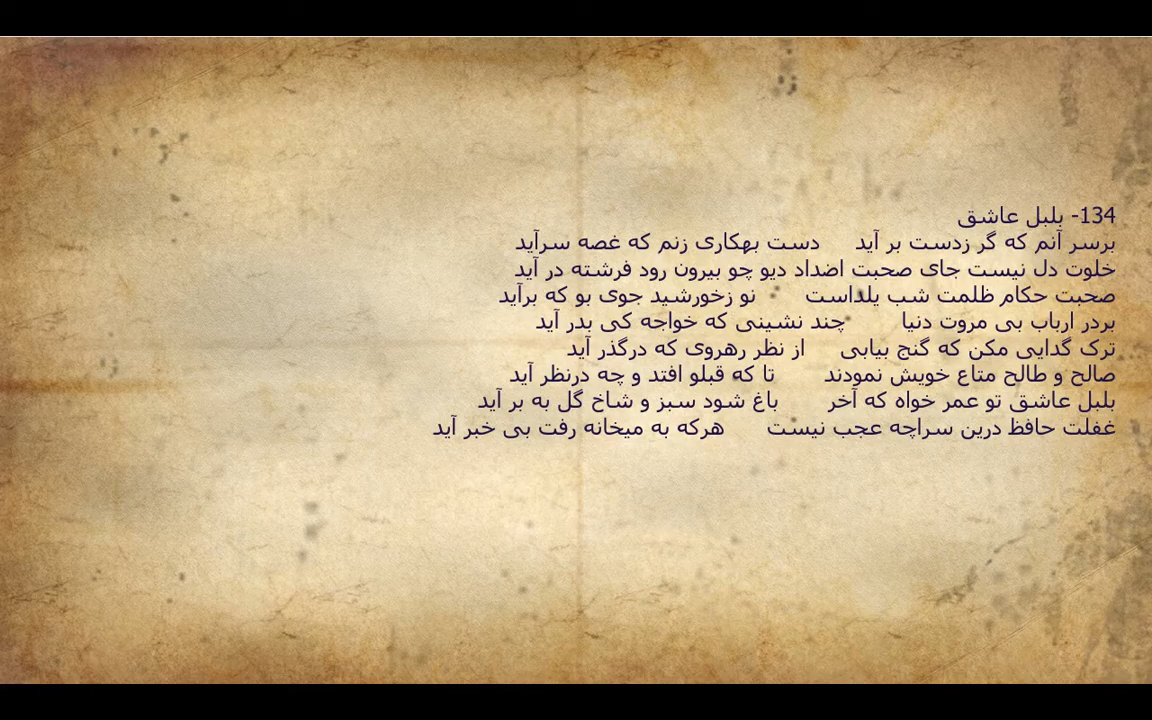 134- بلبل عاشق
برسر آنم که گر زدست بر آید دست بهکاری زنم که غصه سرآید
خلوت دل نیست جای صحبت اضداد دیو چو بیرون رود فرشته در آید
صحبت حکام ظلمت شب یلداست نو زخورشید جوی بو که برآید
بردر ارباب بی مروت دنیا چند نشینی که خواجه کی بدر آید
ترک گدایی مکن که گنج بیابی از نظر رهروی که درگذر آید
صالح و طالح متاع خویش نمودند تا که قبلو افتد و چه درنظر آید
بلبل عاشق تو عمر خواه که آخر باغ شود سبز و شاخ گل به بر آید
غفلت حافظ درین سراچه عجب نیست هرکه به میخانه رفت بی خبر آید